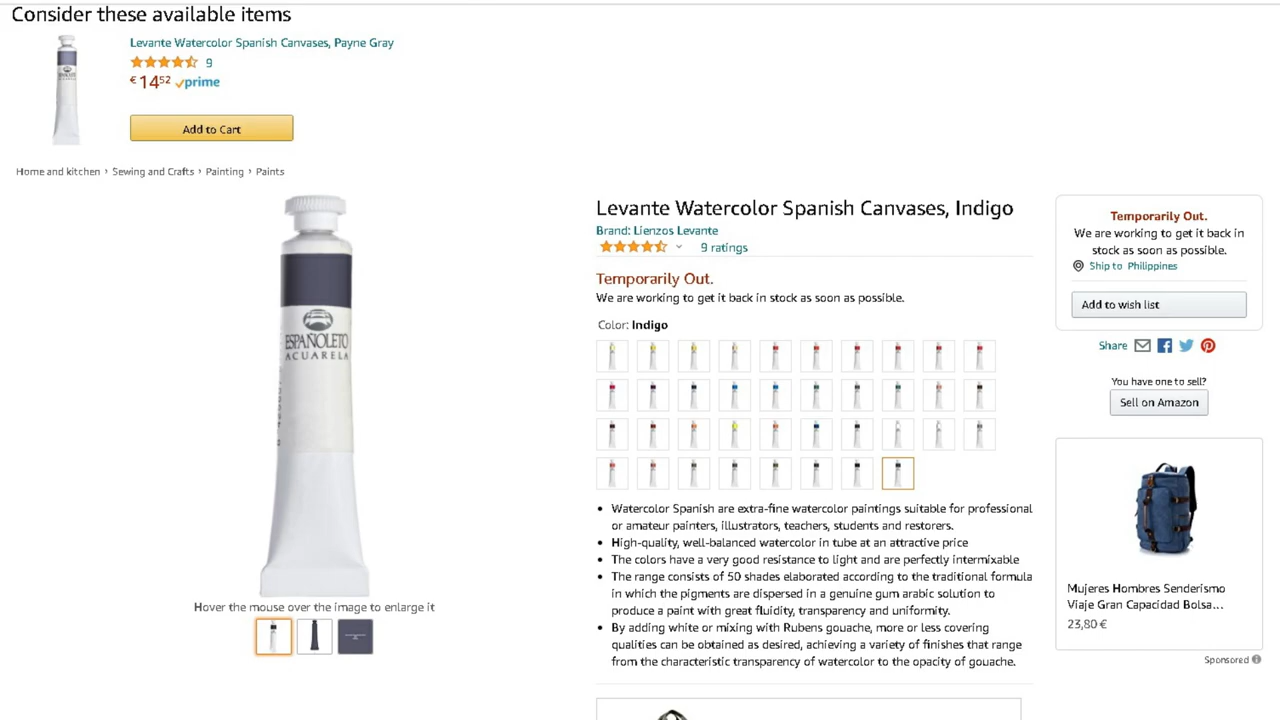 Consider these available items
Levante Watercolor Spanish Canvases, Payne Gray
9
€ 14 52 prime
Add to Cart
Home and kitchen › Sewing and Crafts › Painting › Paints
ESPAÑOLETO
ACUARELA
Hover the mouse over the image to enlarge it
Levante Watercolor Spanish Canvases, Indigo
Brand: Lienzos Levante
9 ratings
Temporarily Out.
We are working to get it back in stock as soon as possible.
Color: Indigo
• Watercolor Spanish are extra-fine watercolor paintings suitable for professional
or amateur painters, illustrators, teachers, students and restorers.
• High-quality, well-balanced watercolor in tube at an attractive price
• The colors have a very good resistance to light and are perfectly intermixable
• The range consists of 50 shades elaborated according to the traditional formula
in which the pigments are dispersed in a genuine gum arabic solution to
produce a paint with great fluidity, transparency and uniformity.
• By adding white or mixing with Rubens gouache, more or less covering
qualities can be obtained as desired, achieving a variety of finishes that range
from the characteristic transparency of watercolor to the opacity of gouache.
Temporarily Out.
We are working to get it back in
stock as soon as possible.
Ship to Philippines
Add to wish list
Share
You have one to sell?
Sell on Amazon
Mujeres Hombres Senderismo
Viaje Gran Capacidad Bolsa...
23,80 €
Sponsored